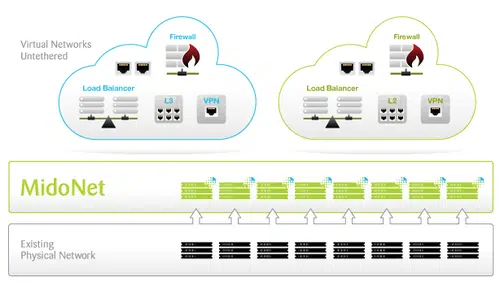 Virtual Networks
Untethered
Firewall
Load Balancer
L3
VPN
Firewall
Load Balancer
L2
VPN
MidoNet
Existing
Physical Network